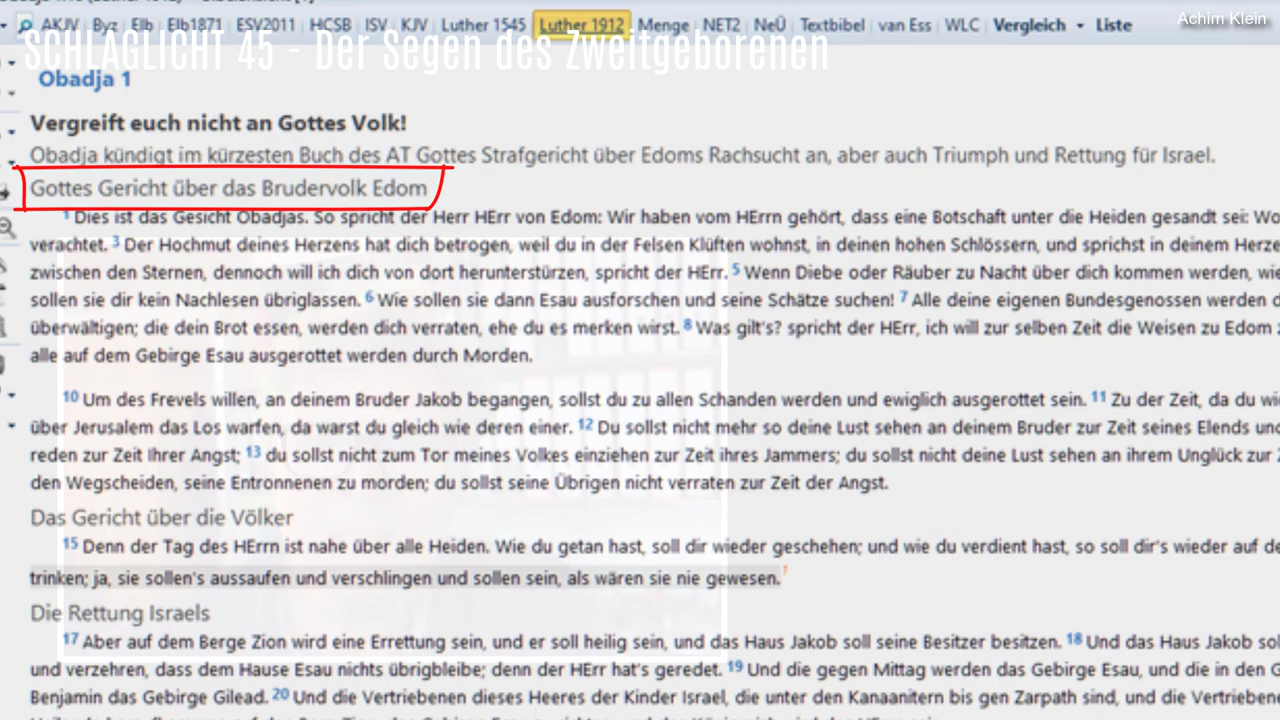 AKJV Byz Elb Elb1871 ESV2011 HCSB ISV KJV Luther 1545 Luther 1912 Menge NET2 NeÜ Textbibel van Ess WLC Vergleich Liste
Achim Klein
SCHLAGLICHT 45 - Der Segen des Zweitgeborenen
Obadja 1
Vergreift euch nicht an Gottes Volk!
Obadja kündigt im kürzesten Buch des AT Gottes Strafgericht über Edoms Rachsucht an, aber auch Triumph und Rettung für Israel.
Gottes Gericht über das Brudervolk Edom
1 Dies ist das Gesicht Obadjas. So spricht der Herr HErr von Edom: Wir haben vom HErrn gehört, dass eine Botschaft unter die Heiden gesandt sei:
verachtet. 3 Der Hochmut deines Herzens hat dich betrogen, weil du in der Felsen Klüften wohnst, in deinen hohen Schlössern, und sprichst in deinem
zwischen den Sternen, dennoch will ich dich von dort herunterstürzen, spricht der HErr. 5 Wenn Diebe oder Räuber zu Nacht über dich kommen werden,
sollen sie dir kein Nachlesen übriglassen. 6 Wie sollen sie dann Esau ausforschen und seine Schätze suchen! 7 Alle deine eigenen Bundesgenossen werden
überwältigen; die dein Brot essen, werden dich verraten, ehe du es merken wirst. 8 Was gilt's? spricht der HErr, ich will zur selben Zeit die Weisen zu Edom
alle auf dem Gebirge Esau ausgerottet werden durch Morden.
10 Um des Frevels willen, an deinem Bruder Jakob begangen, sollst du zu allen Schanden werden und ewiglich ausgerottet sein. 11 Zu der Zeit, da du
über Jerusalem das Los warfen, da warst du gleich wie deren einer. 12 Du sollst nicht mehr so deine Lust sehen an deinem Bruder zur Zeit seines Elends
reden zur Zeit Ihrer Angst; 13 du sollst nicht zum Tor meines Volkes einziehen zur Zeit ihres Jammers; du sollst nicht deine Lust sehen an ihrem Unglück zur
den Wegscheiden, seine Entronnenen zu morden; du sollst seine Übrigen nicht verraten zur Zeit der Angst.
Das Gericht über die Völker
15 Denn der Tag des HErrn ist nahe über alle Heiden. Wie du getan hast, soll dir wieder geschehen; und wie du verdient hast, so soll dir's wieder auf
trinken; ja, sie sollen's aussaufen und verschlingen und sollen sein, als wären sie nie gewesen.
Die Rettung Israels
17 Aber auf dem Berge Zion wird eine Errettung sein, und er soll heilig sein, und das Haus Jakob soll seine Besitzer besitzen. 18 Und das Haus Jakob
und verzehren, dass dem Hause Esau nichts übrigbleibe; denn der HErr hat's geredet. 19 Und die gegen Mittag werden das Gebirge Esau, und die in den
Benjamin das Gebirge Gilead. 20 Und die Vertriebenen dieses Heeres der Kinder Israel, die unter den Kanaanitern bis gen Zarpath sind, und die